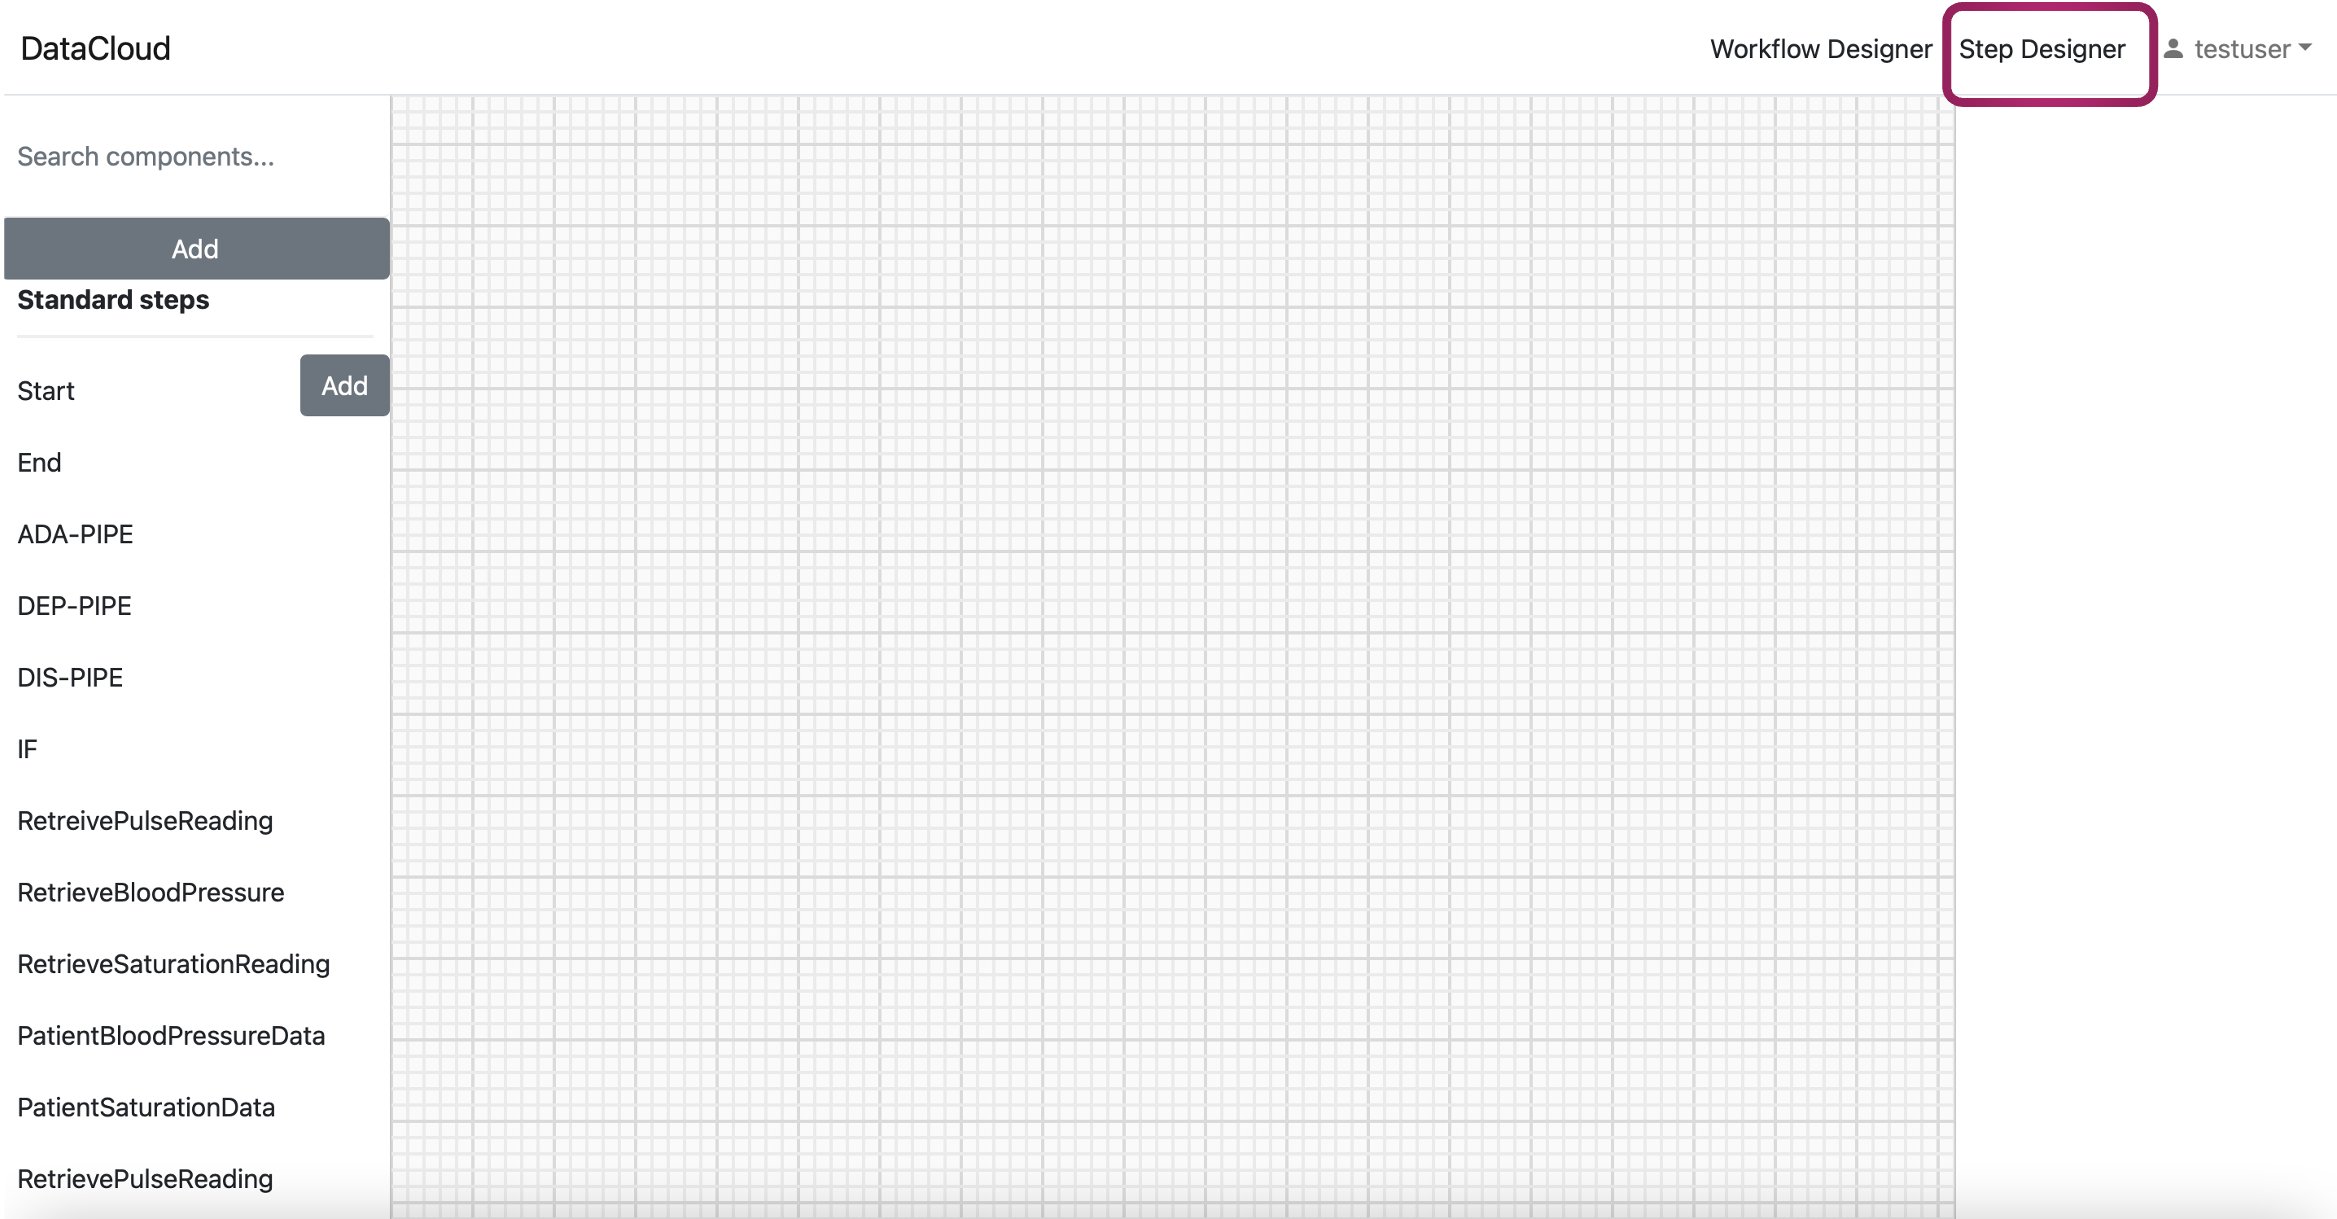 DataCloud
Workflow Designer
Step Designer
testuser
Search components...
Add
Standard steps
Start
Add
End
ADA-PIPE
DEP-PIPE
DIS-PIPE
IF
RetreivePulseReading
RetrieveBloodPressure
RetrieveSaturationReading
PatientBloodPressureData
PatientSaturationData
RetrievePulseReading